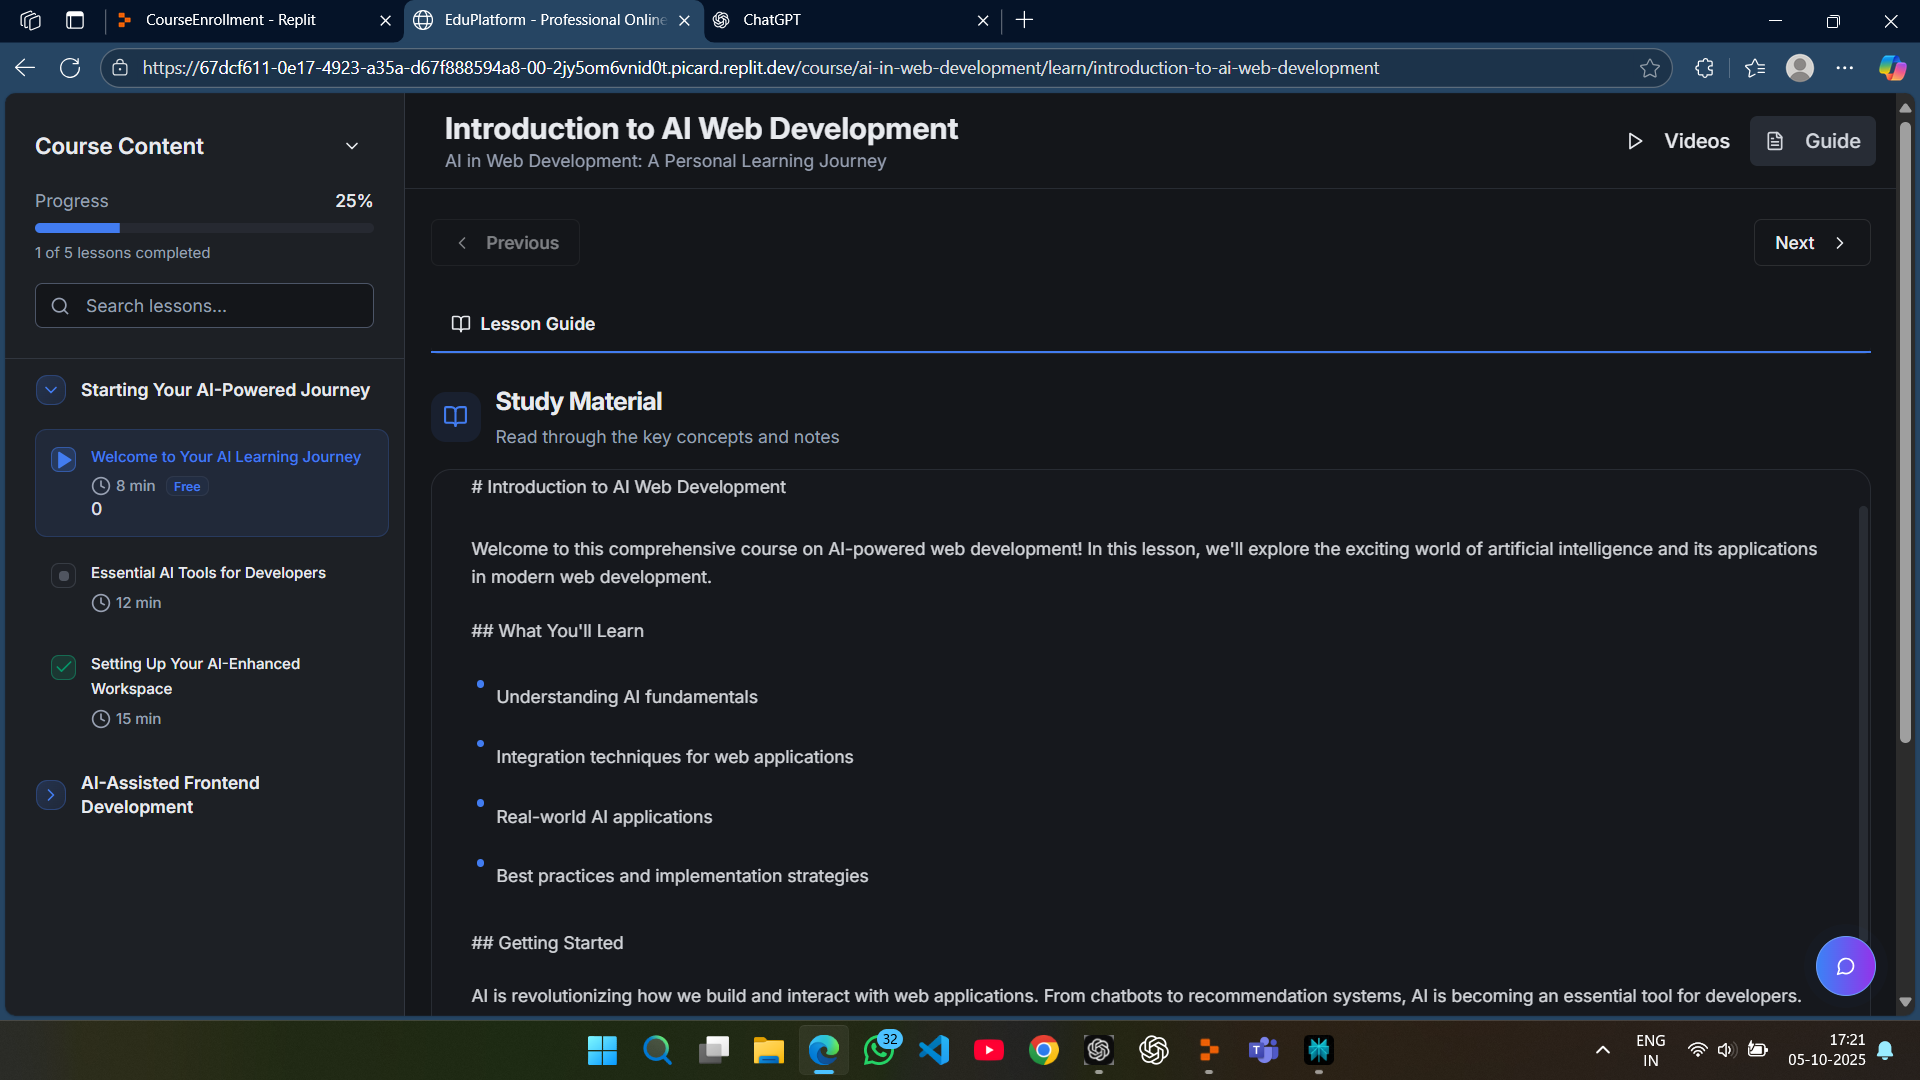 CourseEnrollment - Replit
EduPlatform - Professional Online
ChatGPT
https://67dcf611-0e17-4923-a35a-d67f888594a8-00-2jy5om6vnid0t.picard.replit.dev/course/ai-in-web-development/learn/introduction-to-ai-web-development
Course Content
Progress
25%
1 of 5 lessons completed
Search lessons...
Starting Your AI-Powered Journey
Welcome to Your AI Learning Journey
8 min Free
0
Essential AI Tools for Developers
12 min
Setting Up Your AI-Enhanced
Workspace
15 min
AI-Assisted Frontend
Development
Introduction to AI Web Development
AI in Web Development: A Personal Learning Journey
Videos
Guide
Previous
Next
Lesson Guide
Study Material
Read through the key concepts and notes
# Introduction to AI Web Development
Welcome to this comprehensive course on AI-powered web development! In this lesson, we'll explore the exciting world of artificial intelligence and its applications
in modern web development.
## What You'll Learn
Understanding AI fundamentals
Integration techniques for web applications
Real-world AI applications
Best practices and implementation strategies
## Getting Started
AI is revolutionizing how we build and interact with web applications. From chatbots to recommendation systems, AI is becoming an essential tool for developers.
32
ENG
IN
17:21
05-10-2025